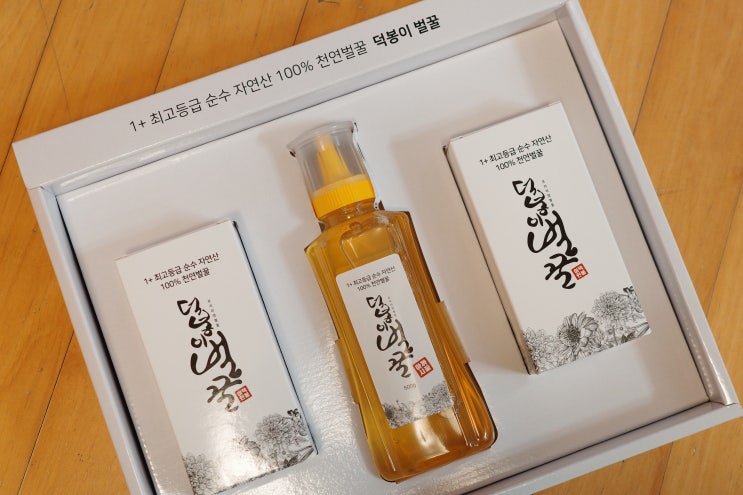 1+ 최고등급 순수 자연산 100% 천연벌꿀 덕봉이 벌꿀
1+ 최고등급 순수 자연산
100% 천연벌꿀
덕봉이벌꿀
1+ 최고등급 순수 자연산
100% 천연벌꿀
덕봉이벌꿀
500g
1+ 최고등급 순수 자연산
100% 천연벌꿀
덕봉이벌꿀